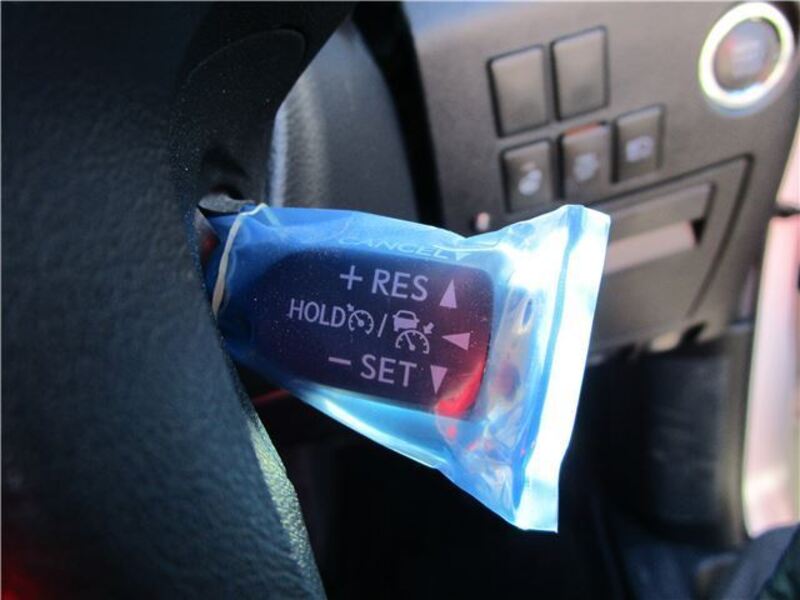 CANCEL
+ RES ▲
HOLD / ◀
− SET ▼